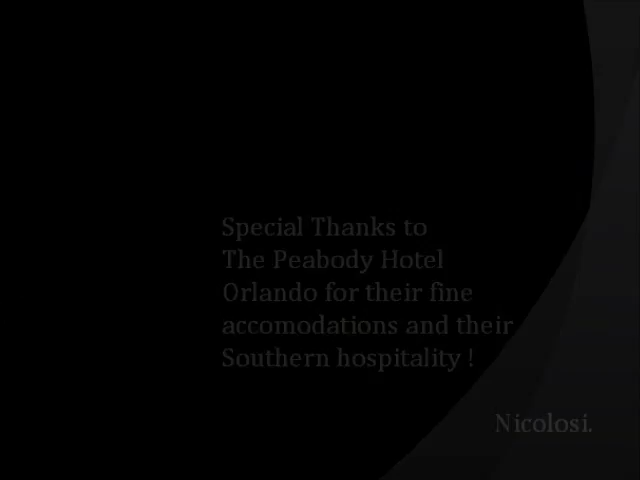 Special Thanks to
The Peabody Hotel
Orlando for their fine
accomodations and their
Southern hospitality !
Nicolosi.